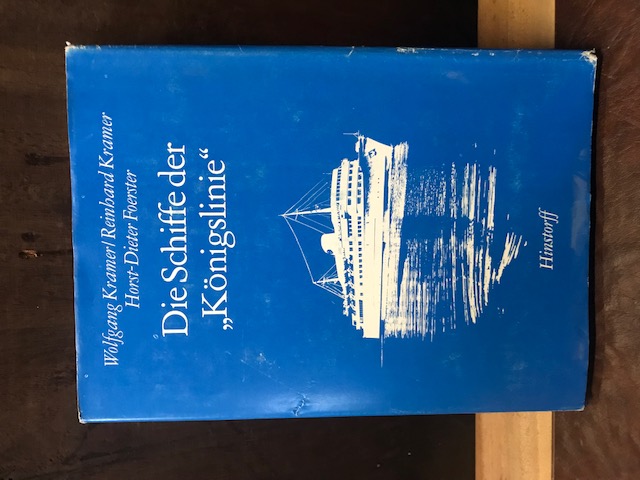 Wolfgang Kramer/Reinhard Kramer
Horst-Dieter Foerster
Die Schiffe der
„Königslinie“
Hinstorff